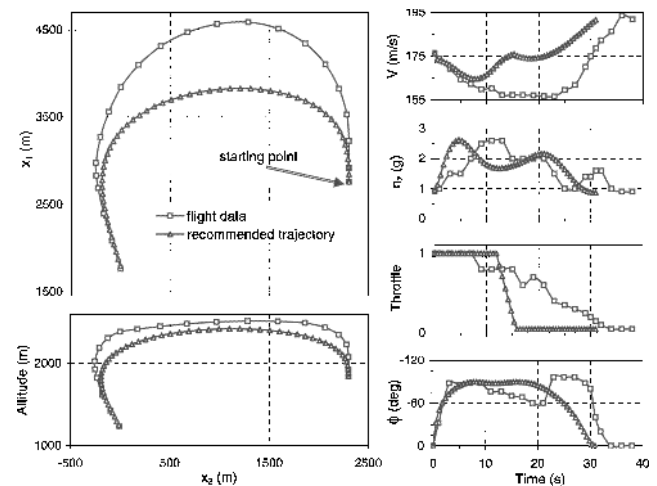 4500
3500
2500
1500
x₁ (m)
starting point
flight data
recommended trajectory
2000
1000
Altitude (m)
-500
500
1500
2500
x₂ (m)
195
175
155
V (m/s)
3
2
1
0
(g)
1
0
Throttle
-120
-60
0
ϕ (deg)
0
10
20
30
40
Time (s)